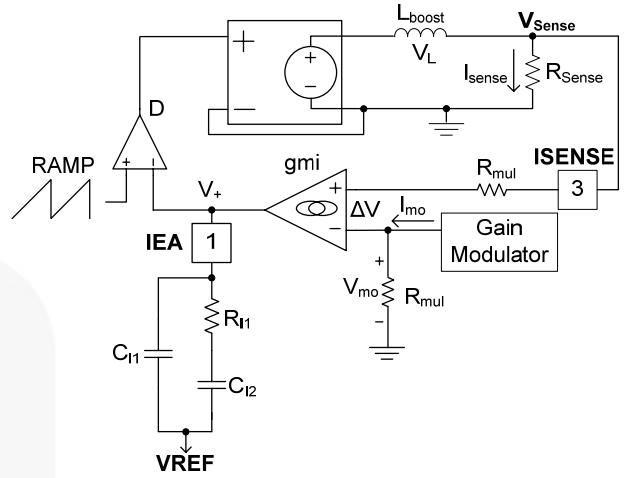 L_boost
V_Sense
+
+
V_L
I_sense
R_Sense
−
−
D
gmi
R_mul
ISENSE
RAMP
+
−
V_+
+
3
ΔV
I_mo
−
Gain
Modulator
IEA
1
+
V_mo
R_mul
−
R_I1
C_I1
C_I2
VREF